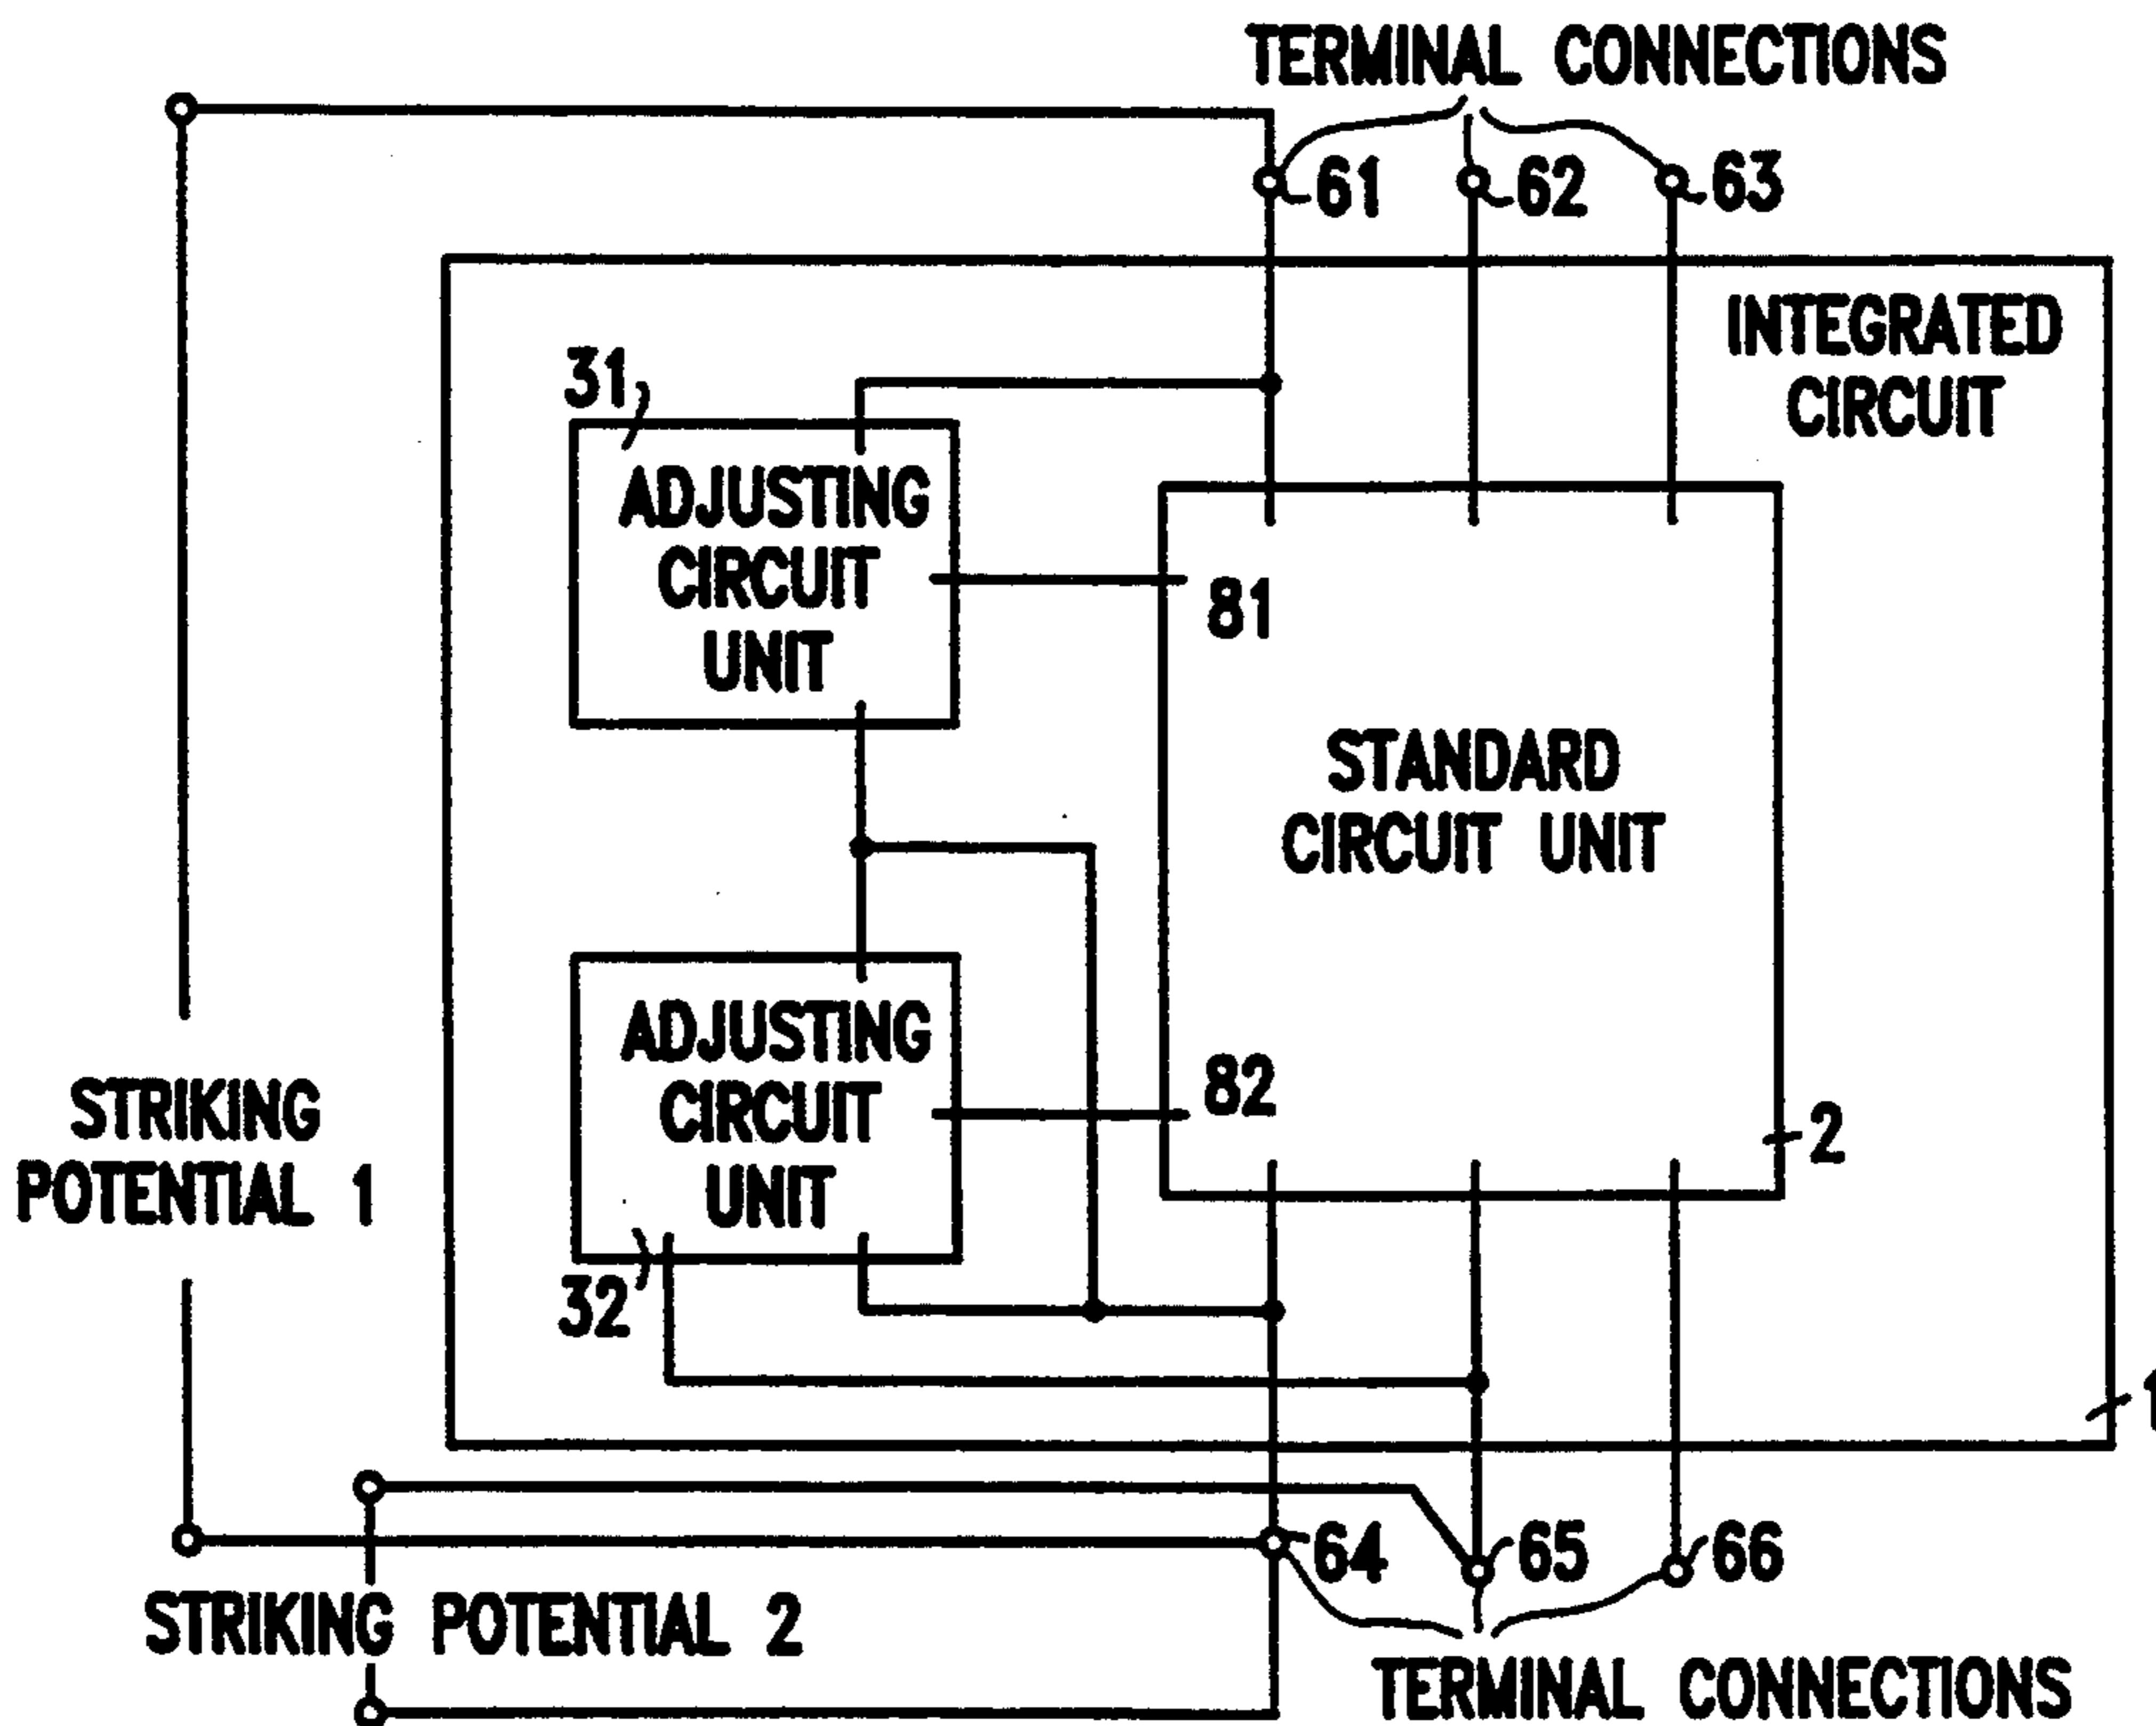 TERMINAL CONNECTIONS
61
62
63
INTEGRATED
CIRCUIT
31
ADJUSTING
CIRCUIT
UNIT
81
STANDARD
CIRCUIT UNIT
ADJUSTING
CIRCUIT
UNIT
82
2
STRIKING
POTENTIAL 1
32
1
64
65
66
STRIKING POTENTIAL 2
TERMINAL CONNECTIONS